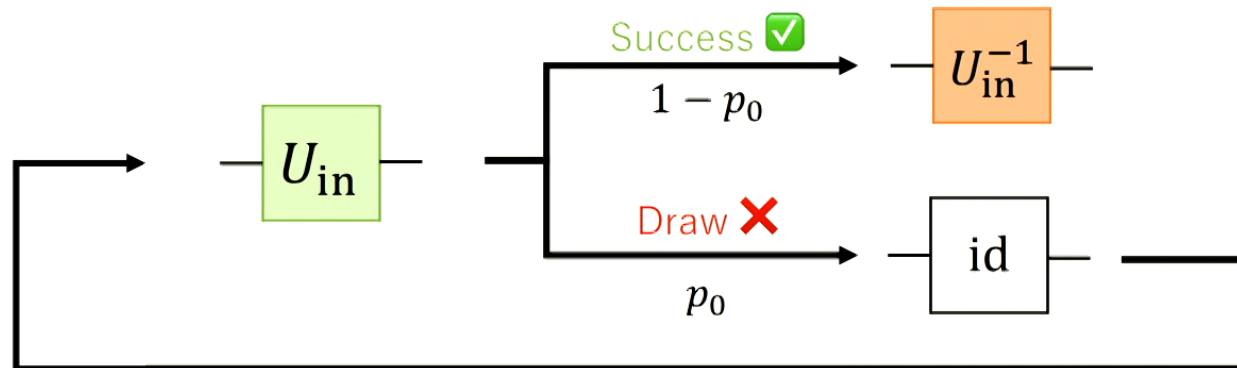 Success ✅
1 − p₀
U_in^{-1}
U_in
Draw ❌
p₀
id